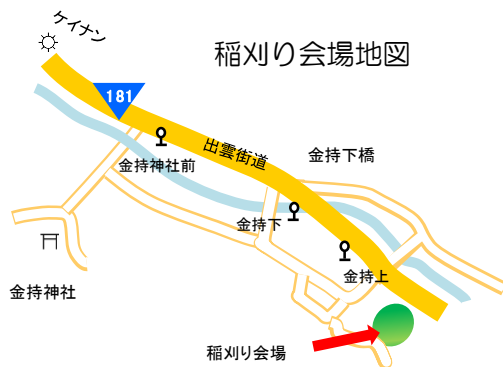 ケイナン
稲刈り会場地図
181
出雲街道
金持神社前
金持下橋
金持下
金持上
金持神社
稲刈り会場